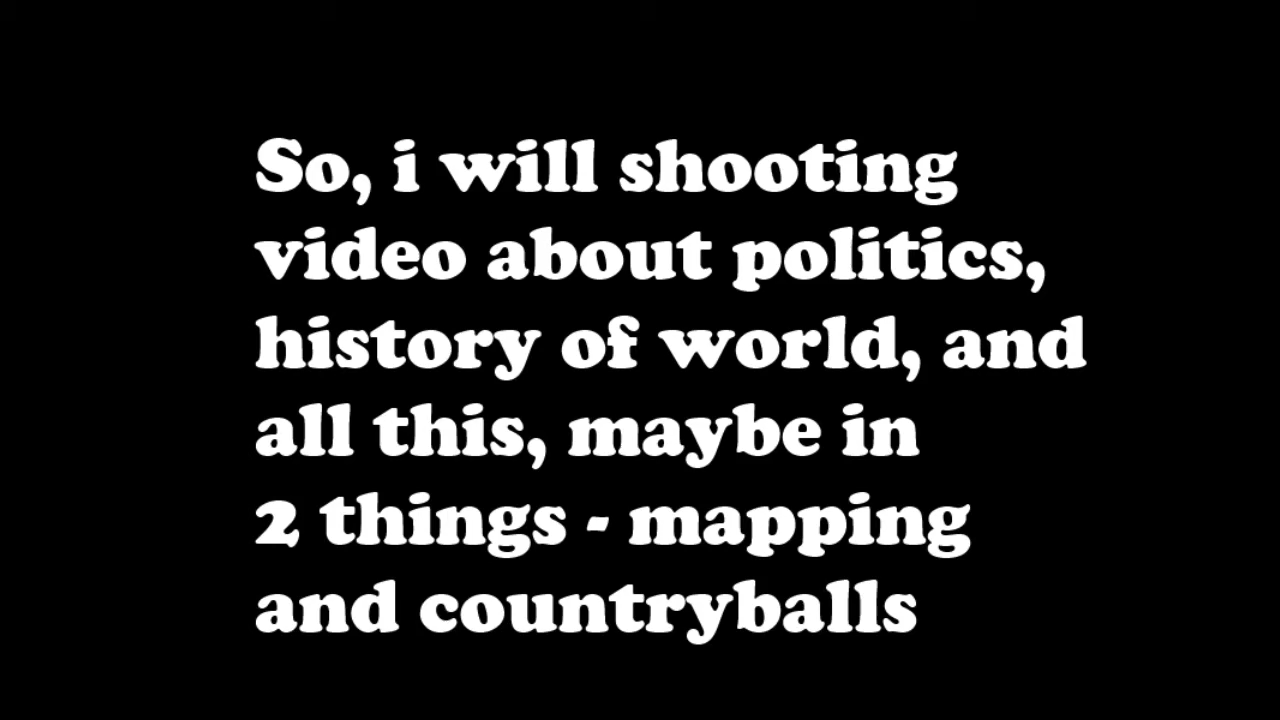 So, i will shooting
video about politics,
history of world, and
all this, maybe in
2 things - mapping
and countryballs